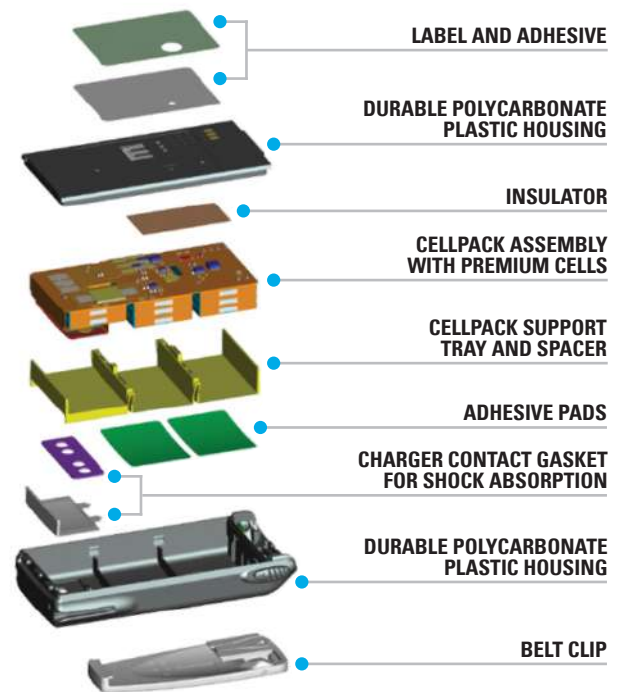 LABEL AND ADHESIVE
DURABLE POLYCARBONATE
PLASTIC HOUSING
INSULATOR
CELLPACK ASSEMBLY
WITH PREMIUM CELLS
CELLPACK SUPPORT
TRAY AND SPACER
ADHESIVE PADS
CHARGER CONTACT GASKET
FOR SHOCK ABSORPTION
DURABLE POLYCARBONATE
PLASTIC HOUSING
BELT CLIP